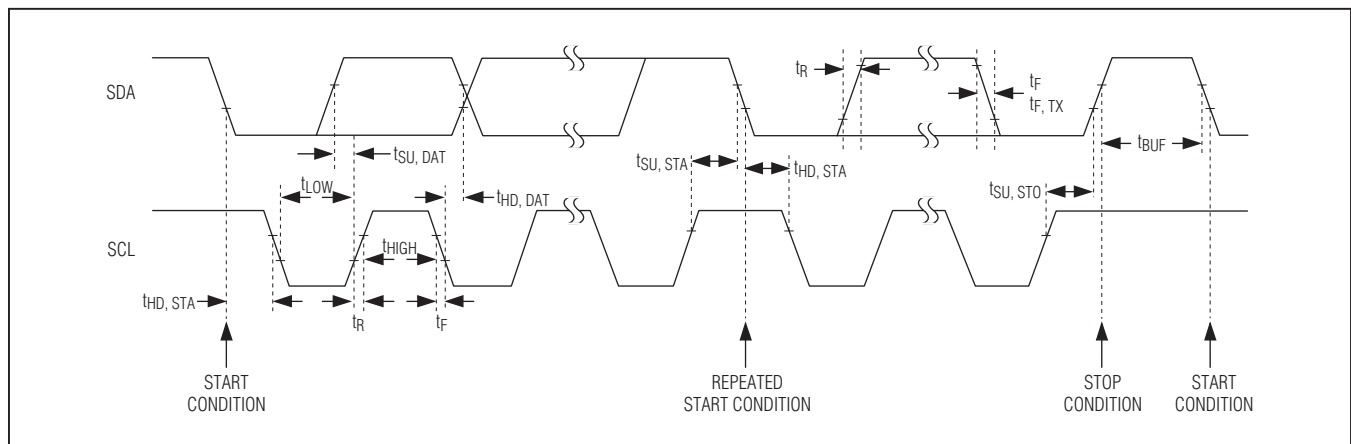 SDA
tR
tF
tF, TX
tSU, DAT
tLOW
tHD, DAT
tSU, STA
tHD, STA
tBUF
tSU, STO
SCL
tHIGH
tHD, STA
tR
tF
START
CONDITION
REPEATED
START CONDITION
STOP
CONDITION
START
CONDITION